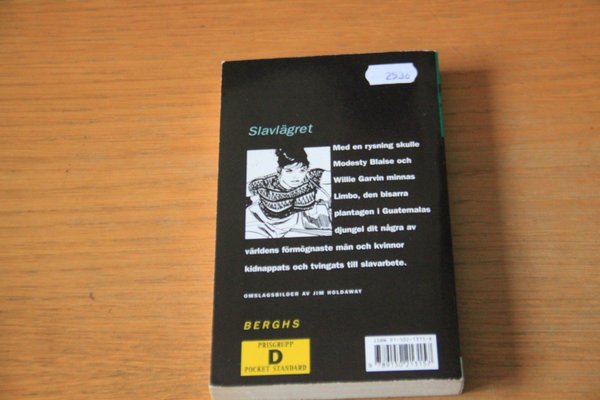 25:-
Slavlägret
Med en rysning skulle
Modesty Blaise och
Willie Garvin minnas
Limbo, den bisarra
plantagen i Guatemalas
djungel dit några av
världens förmögnaste män och kvinnor
kidnappats och tvingats till slavarbete.
OMSLAGSBILDER AV JIM HOLDAWAY
BERGHS
PRISGRUPP
D
POCKET STANDARD